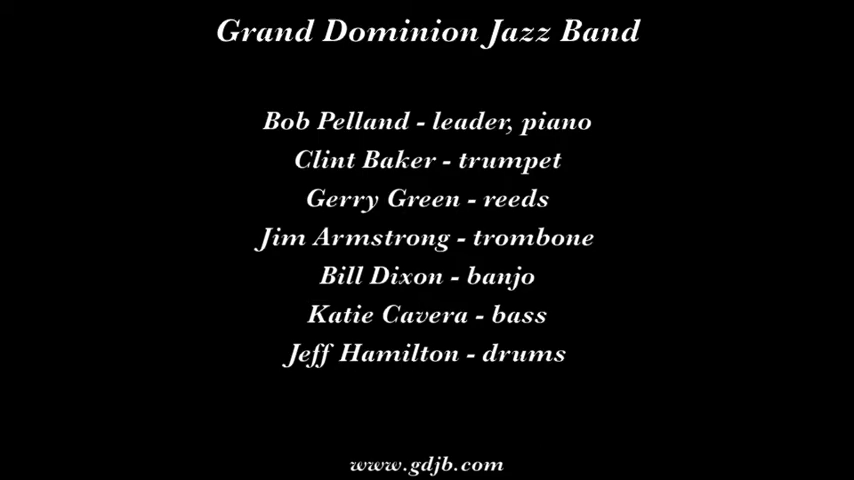 Grand Dominion Jazz Band
Bob Pelland - leader, piano
Clint Baker - trumpet
Gerry Green - reeds
Jim Armstrong - trombone
Bill Dixon - banjo
Katie Cavera - bass
Jeff Hamilton - drums
www.gdjb.com